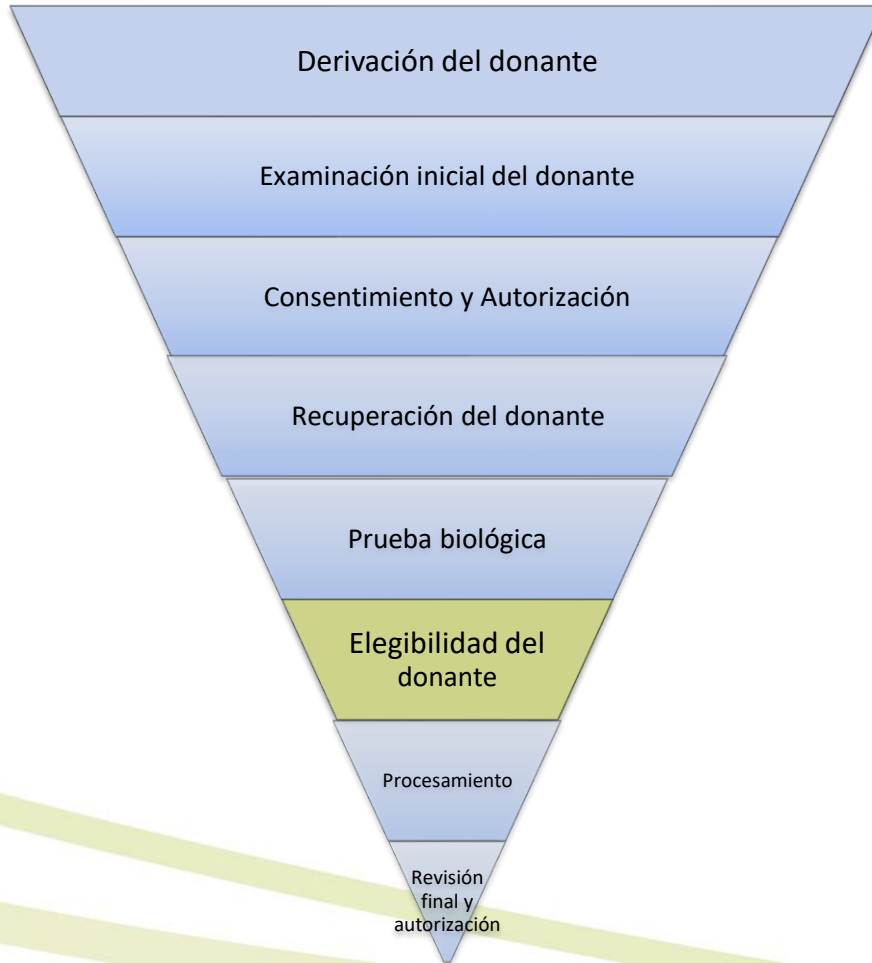 Derivación del donante
Examinación inicial del donante
Consentimiento y Autorización
Recuperación del donante
Prueba biológica
Elegibilidad del
donante
Procesamiento
Revisión
final y
autorización